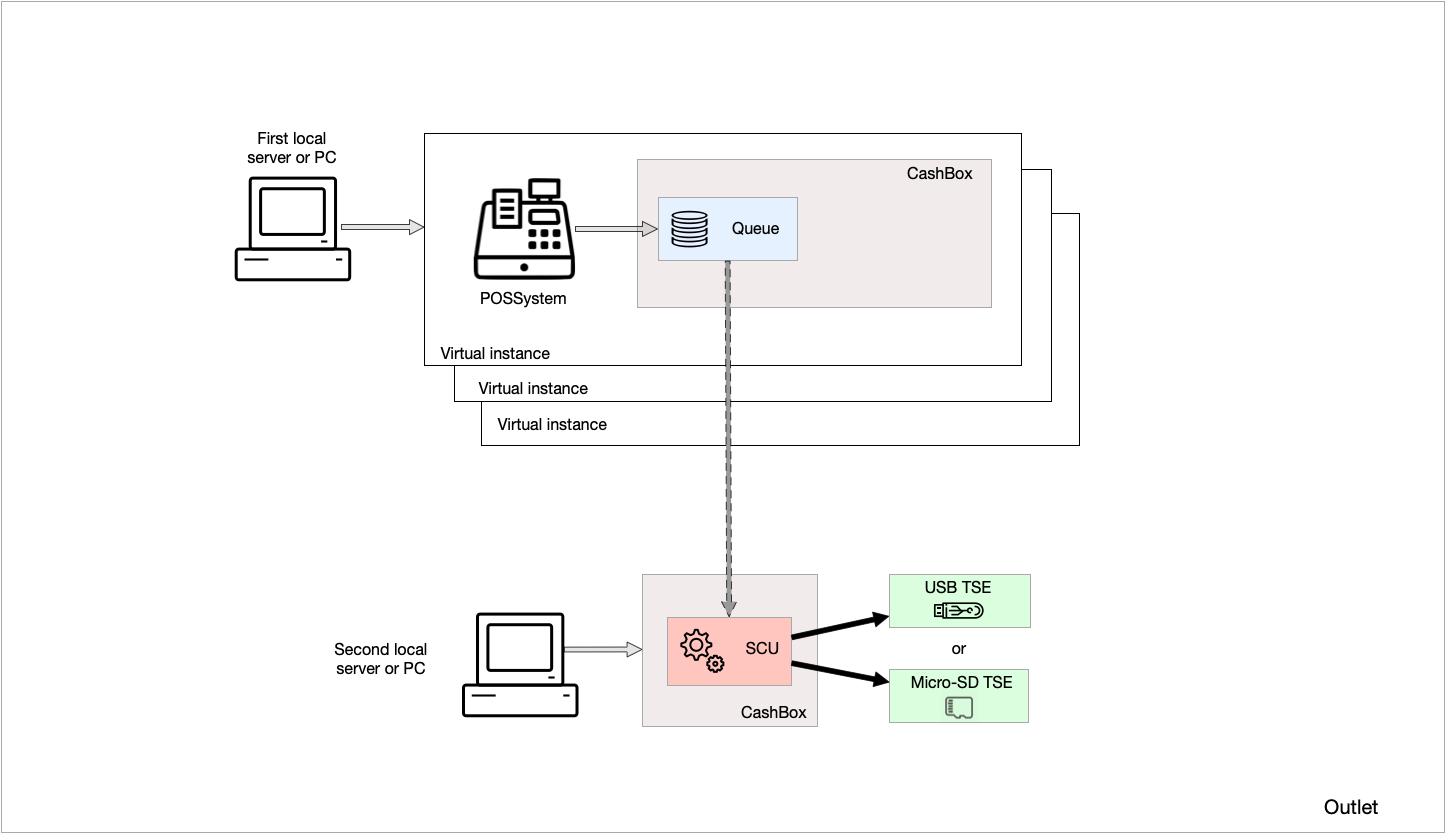 First local
server or PC
CashBox
Queue
POSSystem
Virtual instance
Virtual instance
Virtual instance
Second local
server or PC
SCU
CashBox
USB TSE
or
Micro-SD TSE
Outlet